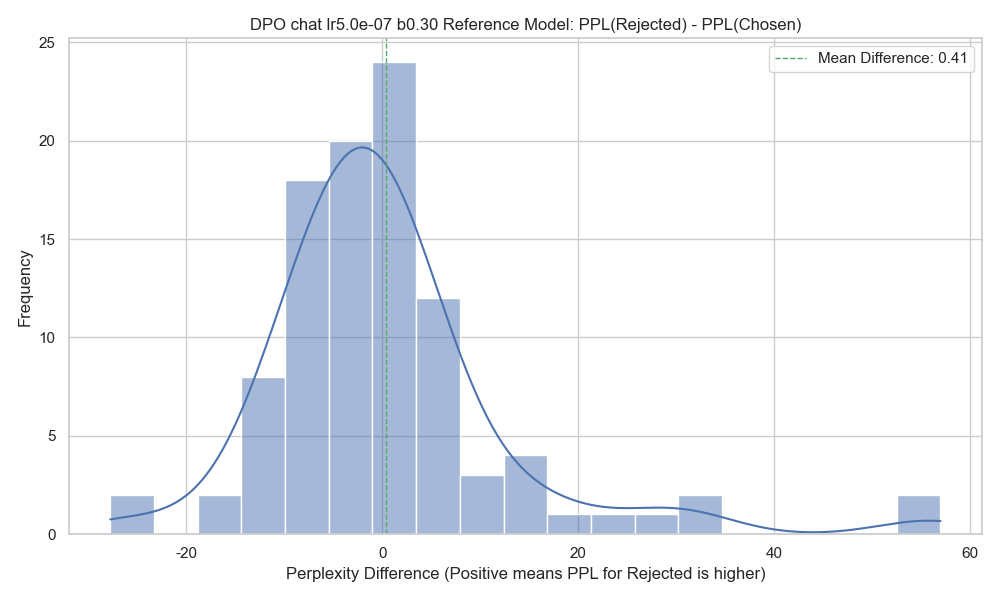 DPO chat lr5.0e-07 b0.30 Reference Model: PPL(Rejected) - PPL(Chosen)
Mean Difference: 0.41
25
20
15
10
5
0
Frequency
-20 0 20 40 60
Perplexity Difference (Positive means PPL for Rejected is higher)